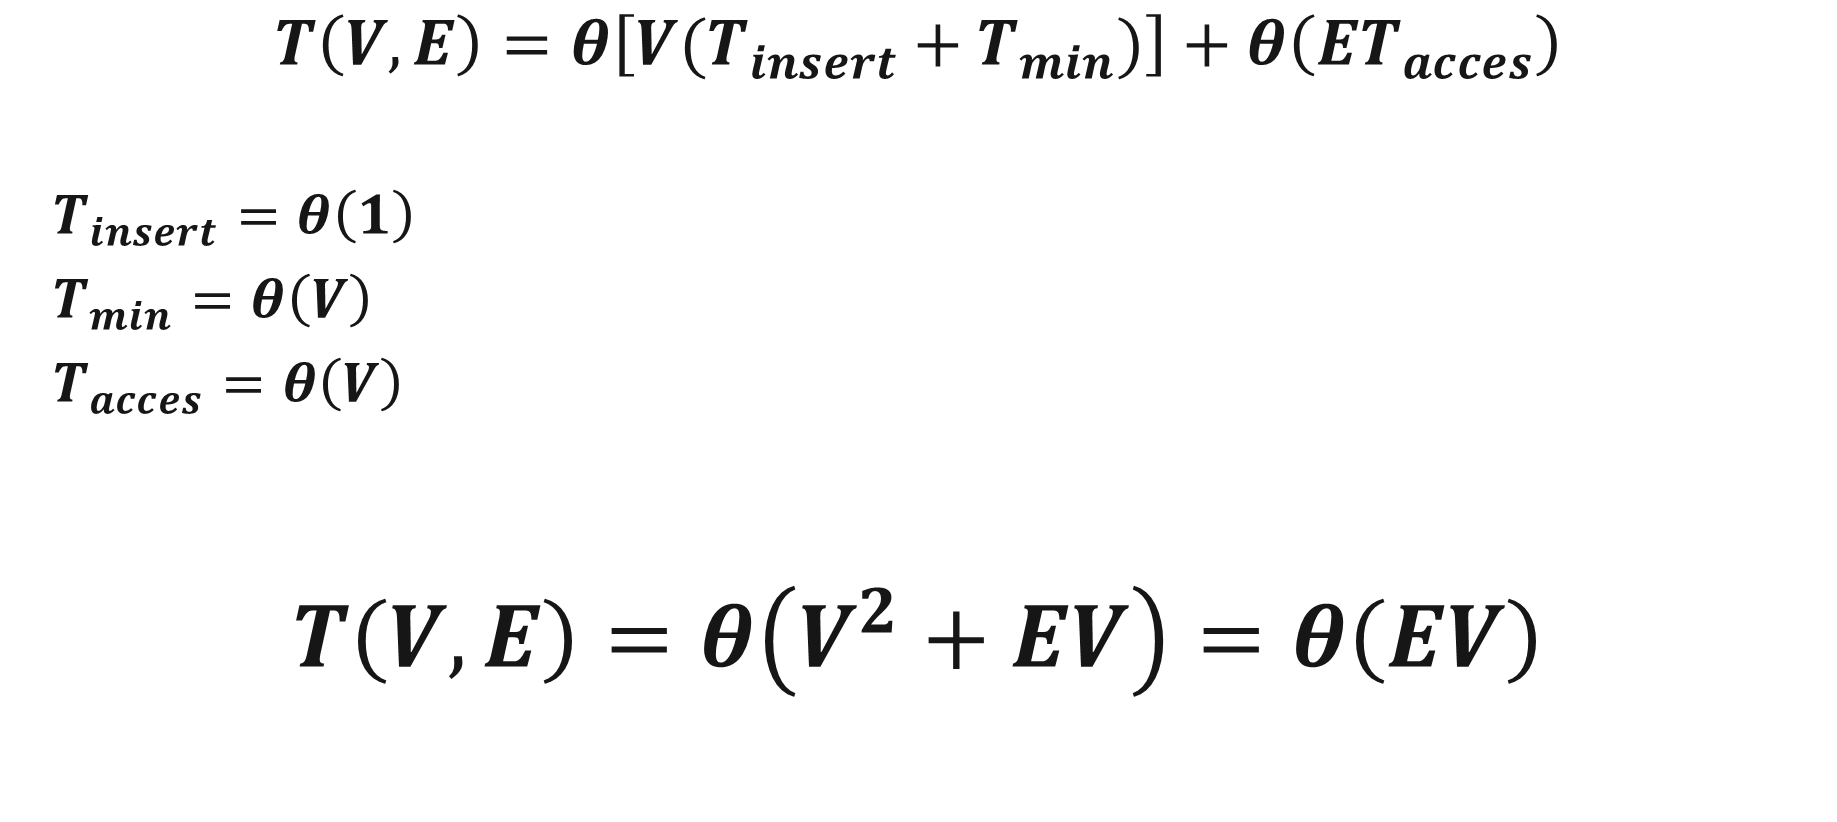 T(V, E) = θ[V(T_insert + T_min)] + θ(ET_acces)
T_insert = θ(1)
T_min = θ(V)
T_acces = θ(V)
T(V, E) = θ(V² + EV) = θ(EV)